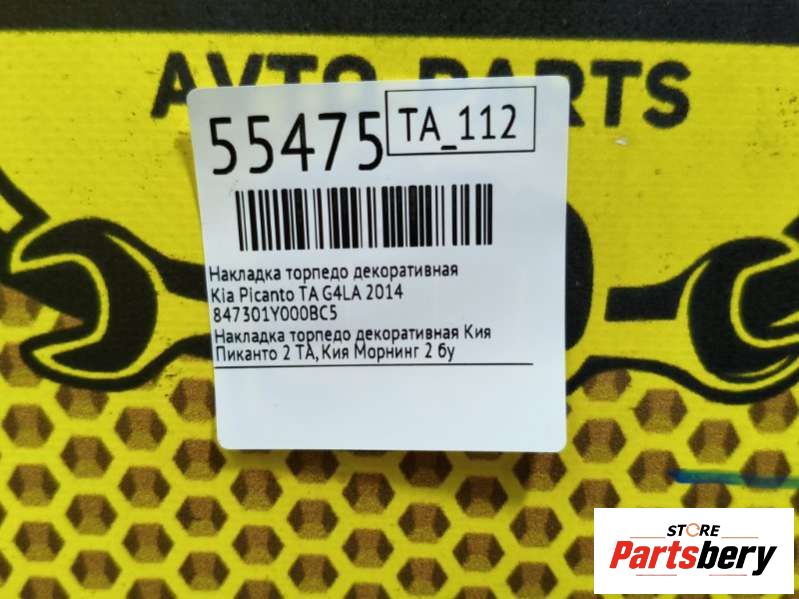 AVTO PARTS
55475
TA_112
Накладка торпедо декоративная
Kia Picanto TA G4LA 2014
847301Y000BC5
Накладка торпедо декоративная Кия
Пиканто 2 ТА, Кия Морнинг 2 бу
STORE
Partsbery